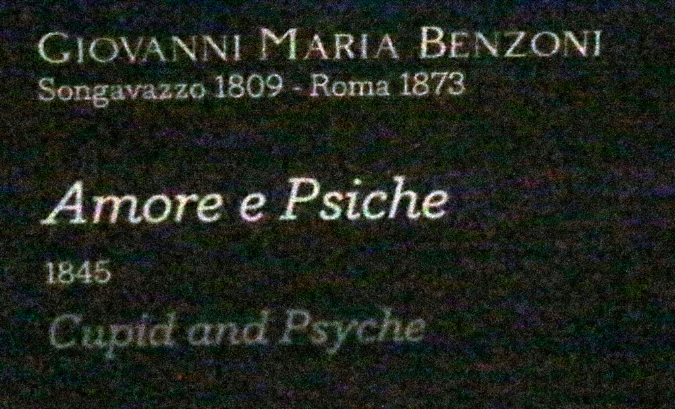 GIOVANNI MARIA BENZONI
Songavazzo 1809 - Roma 1873
Amore e Psiche
1845
Cupid and Psyche